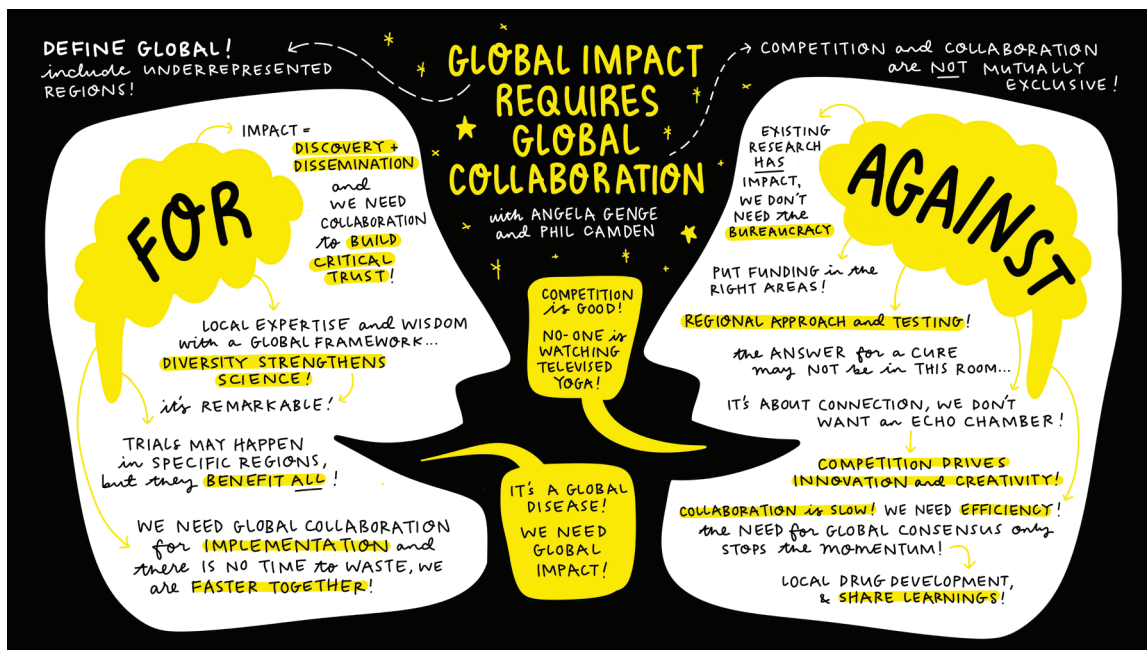 DEFINE GLOBAL!
include UNDERREPRESENTED
REGIONS!
GLOBAL IMPACT
REQUIRES
GLOBAL
COLLABORATION
with ANGELA GENGE
and PHIL CAMDEN
COMPETITION and COLLABORATION
are NOT MUTUALLY
EXCLUSIVE!
FOR
IMPACT =
DISCOVERY +
DISSEMINATION
and
WE NEED
COLLABORATION
to BUILD
CRITICAL
TRUST!
LOCAL EXPERTISE and WISDOM
with a GLOBAL FRAMEWORK...
DIVERSITY STRENGTHENS
SCIENCE!
it's REMARKABLE!
TRIALS MAY HAPPEN
in SPECIFIC REGIONS,
but they BENEFIT ALL!
WE NEED GLOBAL COLLABORATION
for IMPLEMENTATION and
there IS NO TIME to WASTE, WE
are FASTER TOGETHER!
COMPETITION
is GOOD!
NO-ONE is
WATCHING
TELEVISED
YOGA!
IT'S A GLOBAL
DISEASE!
WE NEED
GLOBAL
IMPACT!
AGAINST
EXISTING
RESEARCH
HAS
IMPACT,
WE DON'T
NEED the
BUREAUCRACY
PUT FUNDING in the
RIGHT AREAS!
REGIONAL APPROACH and TESTING!
the ANSWER for a CURE
may NOT be in THIS ROOM...
IT'S ABOUT CONNECTION, WE DON'T
WANT an ECHO CHAMBER!
COMPETITION DRIVES
INNOVATION and CREATIVITY!
COLLABORATION is SLOW! WE NEED EFFICIENCY!
the NEED for GLOBAL CONSENSUS only
STOPS the MOMENTUM!
LOCAL DRUG DEVELOPMENT,
& SHARE LEARNINGS!